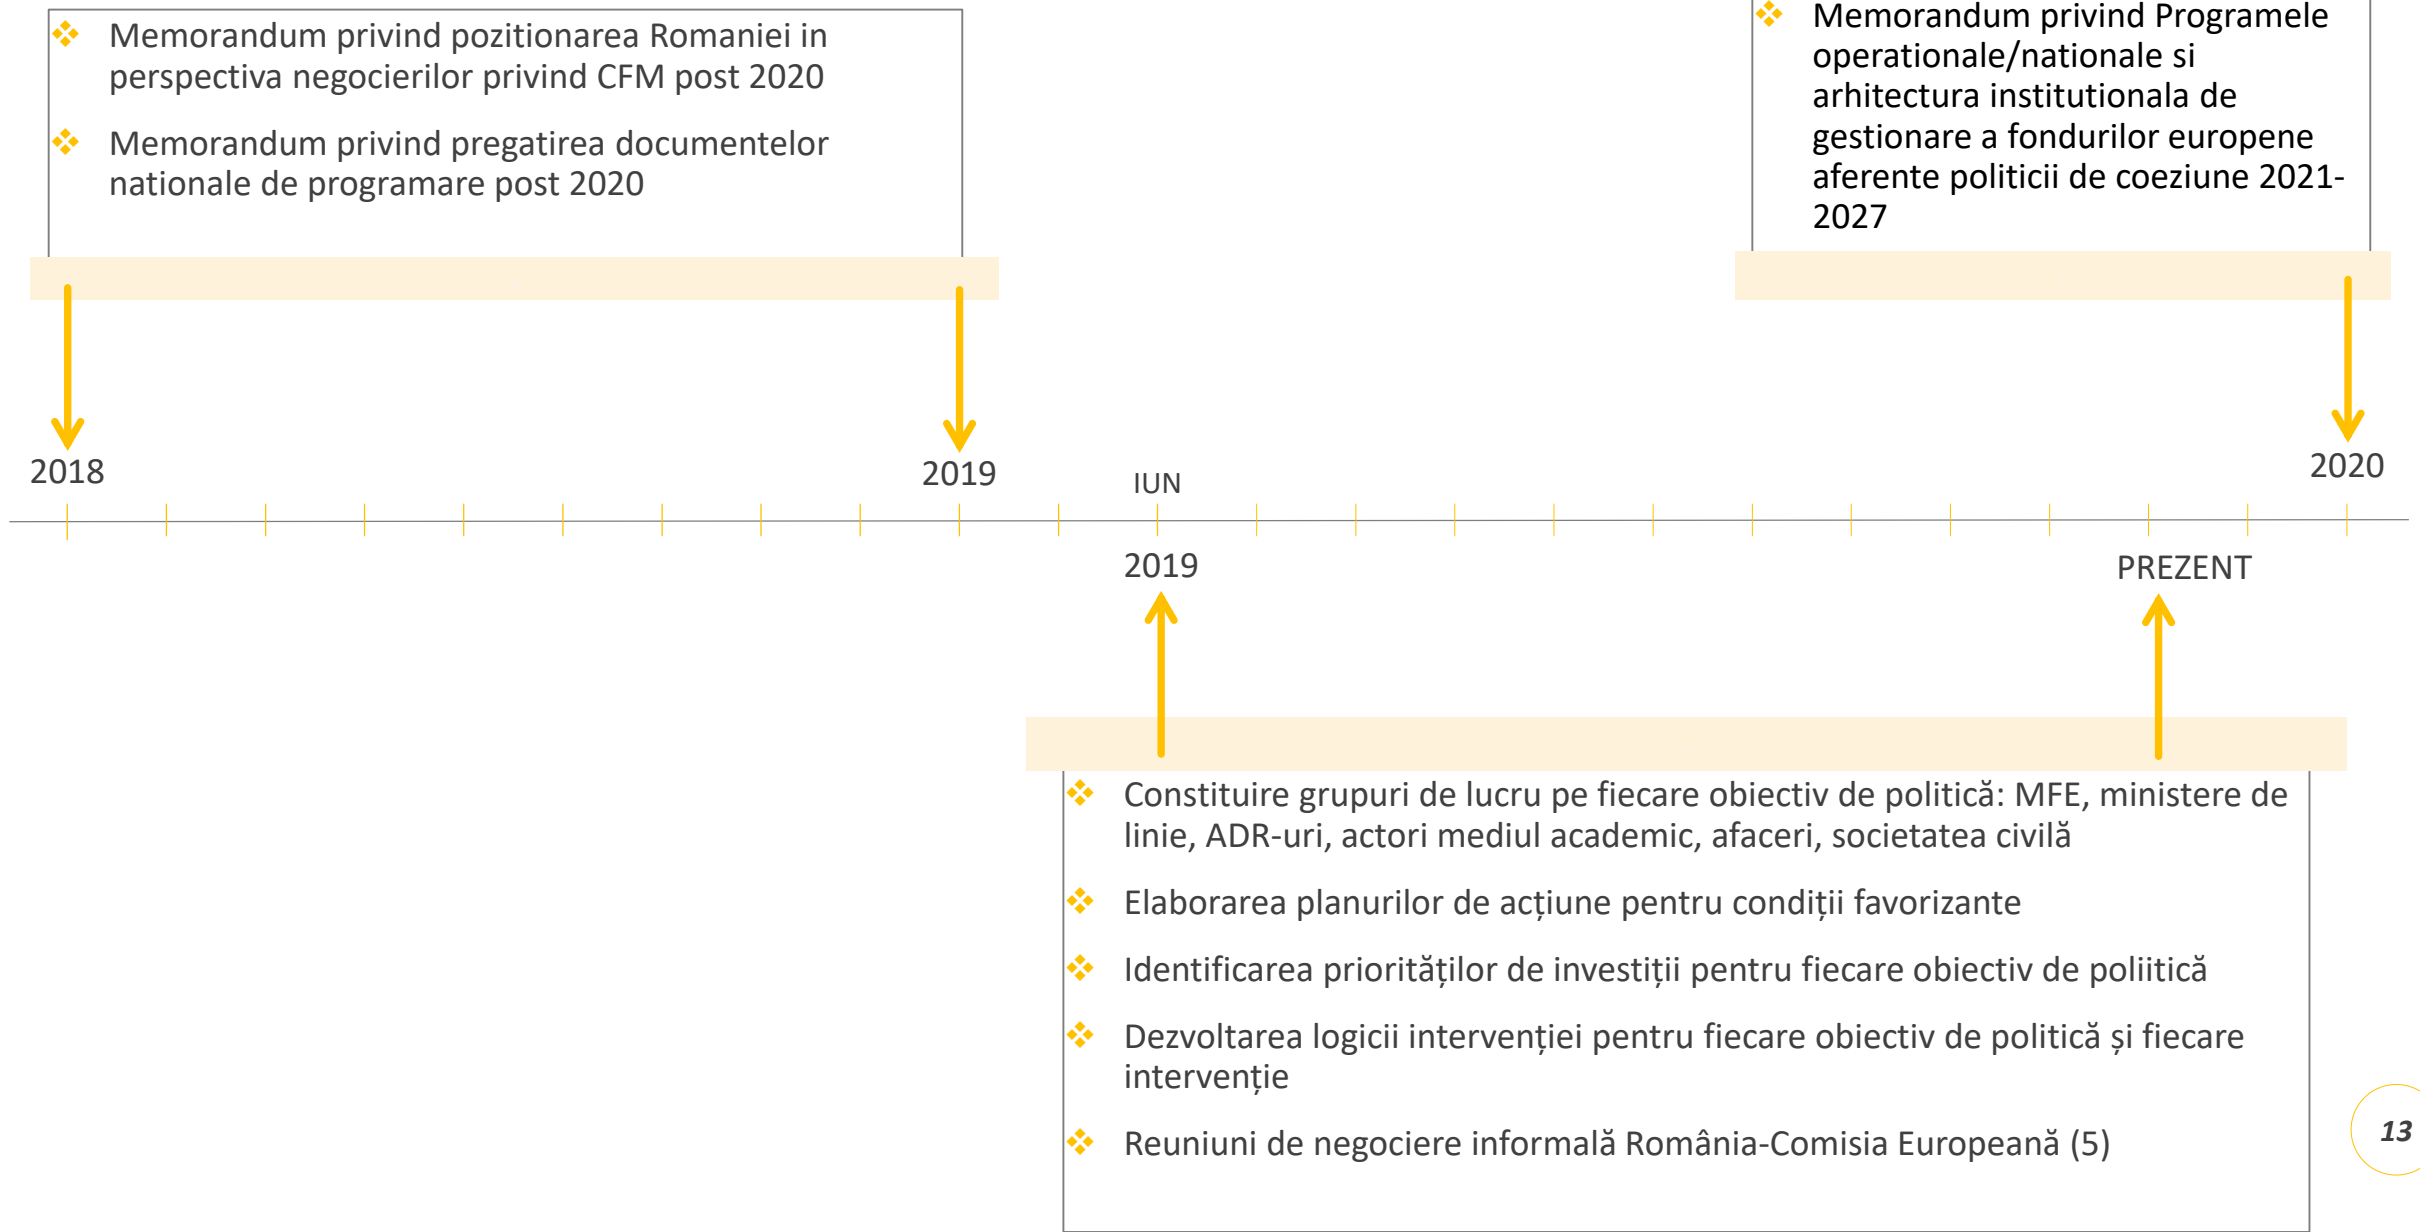 Memorandum privind pozitionarea Romaniei in
perspectiva negocierilor privind CFM post 2020
Memorandum privind pregatirea documentelor
nationale de programare post 2020
Memorandum privind Programele
operationale/nationale si
arhitectura institutionala de
gestionare a fondurilor europene
aferente politicii de coeziune 2021-
2027
2018
2019
IUN
2020
2019
PREZENT
Constituire grupuri de lucru pe fiecare obiectiv de politică: MFE, ministere de
linie, ADR-uri, actori mediul academic, afaceri, societatea civilă
Elaborarea planurilor de acțiune pentru condiții favorizante
Identificarea priorităților de investiții pentru fiecare obiectiv de poliitică
Dezvoltarea logicii intervenției pentru fiecare obiectiv de politică și fiecare
intervenție
Reuniuni de negociere informală România-Comisia Europeană (5)
13